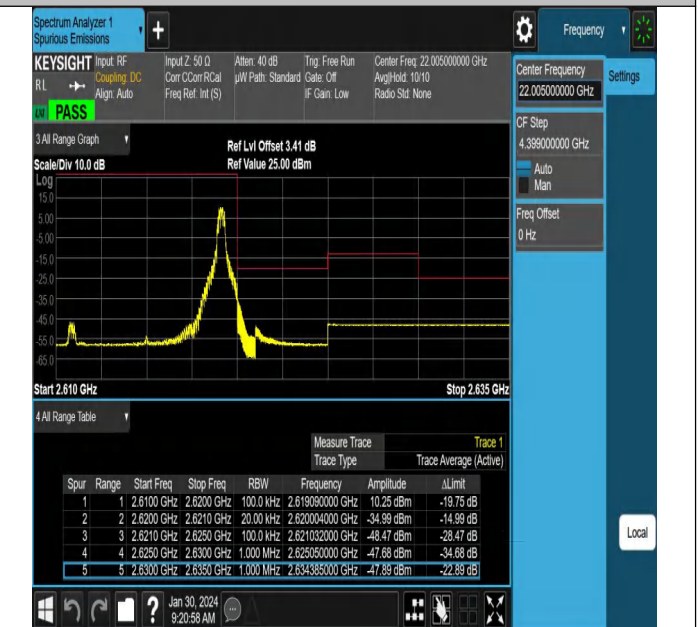 Spectrum Analyzer 1
Spurious Emissions
Frequency
KEYSIGHT
RL
PASS
Input: RF
Coupling: DC
Align: Auto
Input Z: 50 Ω
Corr CCorr RCal
Freq Ref: Int (S)
Atten: 40 dB
µW Path: Standard
Trig: Free Run
Gate: Off
IF Gain: Low
Center Freq: 22.005000000 GHz
Avg|Hold: 10/10
Radio Std: None
Center Frequency
22.005000000 GHz
Settings
CF Step
4.399000000 GHz
Auto
Man
Freq Offset
0 Hz
3 All Range Graph
Scale/Div 10.0 dB
Ref Lvl Offset 3.41 dB
Ref Value 25.00 dBm
Log
15.0
5.00
-5.00
-15.0
-25.0
-35.0
-45.0
-55.0
-65.0
Start 2.610 GHz
Stop 2.635 GHz
4 All Range Table
Measure Trace Trace 1
Trace Type Trace Average (Active)
Spur Range Start Freq Stop Freq RBW Frequency Amplitude ΔLimit
1 1 2.6100 GHz 2.6200 GHz 100.0 kHz 2.619090000 GHz 10.25 dBm -19.75 dB
2 2 2.6200 GHz 2.6210 GHz 20.00 kHz 2.620004000 GHz -34.99 dBm -14.99 dB
3 3 2.6210 GHz 2.6250 GHz 100.0 kHz 2.621032000 GHz -48.47 dBm -28.47 dB
4 4 2.6250 GHz 2.6300 GHz 1.000 MHz 2.625050000 GHz -47.68 dBm -34.68 dB
5 5 2.6300 GHz 2.6350 GHz 1.000 MHz 2.634385000 GHz -47.89 dBm -22.89 dB
Local
Jan 30, 2024
9:20:58 AM